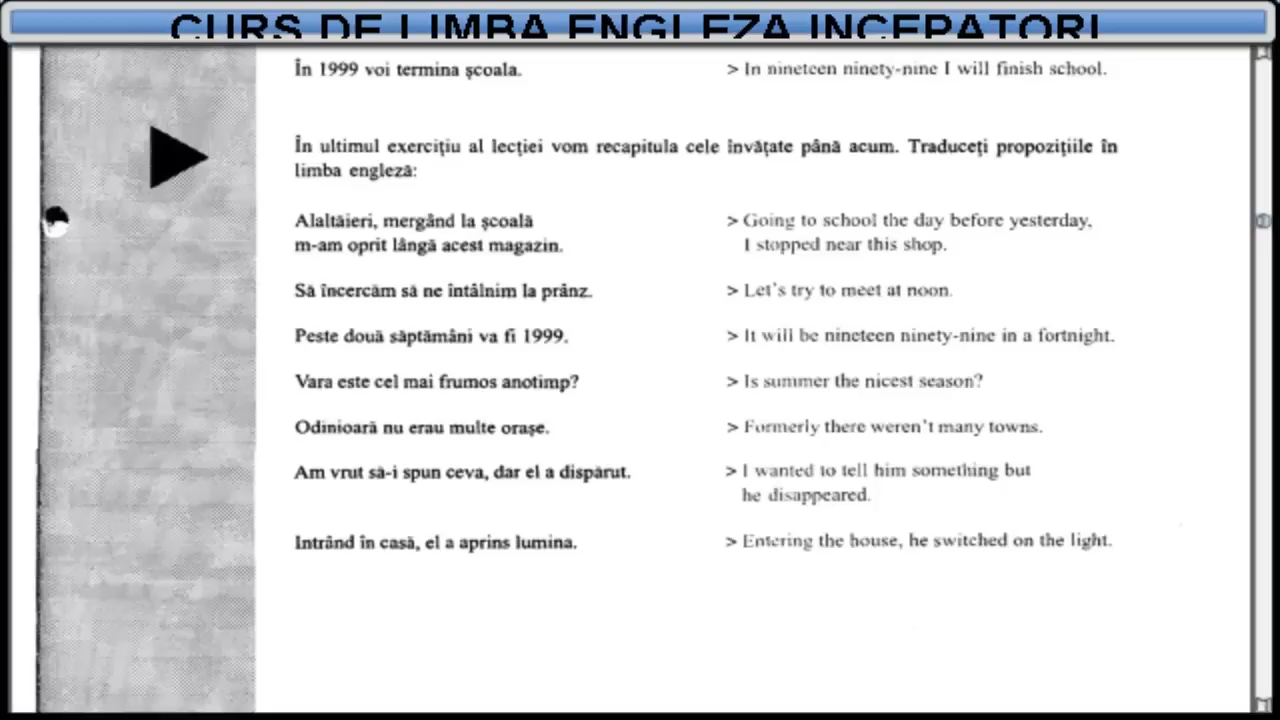 CURS DE LIMBA ENGLEZA INCEPATORI
În 1999 voi termina şcoala.
> In nineteen ninety-nine I will finish school.
În ultimul exerciţiu al lecţiei vom recapitula cele învăţate până acum. Traduceţi propoziţiile în
limba engleză:
Alaltăieri, mergând la şcoală
m-am oprit lângă acest magazin.
> Going to school the day before yesterday,
I stopped near this shop.
Să încercăm să ne întâlnim la prânz.
> Let's try to meet at noon.
Peste două săptămâni va fi 1999.
> It will be nineteen ninety-nine in a fortnight.
Vara este cel mai frumos anotimp?
> Is summer the nicest season?
Odinioară nu erau multe oraşe.
> Formerly there weren't many towns.
Am vrut să-i spun ceva, dar el a dispărut.
> I wanted to tell him something but
he disappeared.
Intrând în casă, el a aprins lumina.
> Entering the house, he switched on the light.